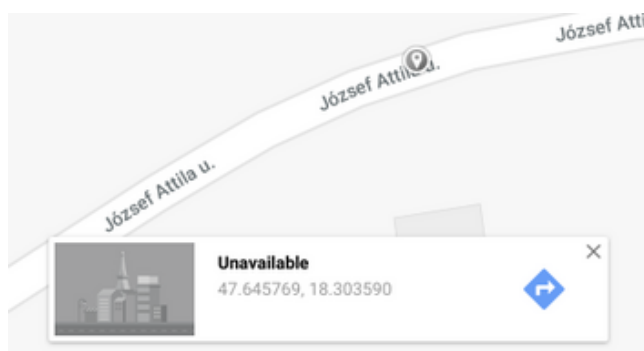 József Atti
József Attila u.
József Attila u.
Unavailable
47.645769, 18.303590